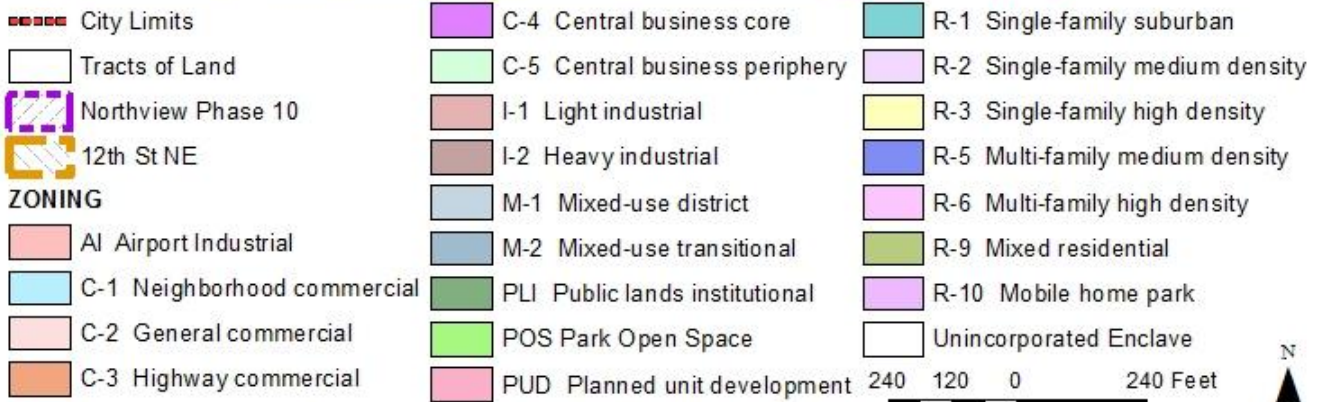 City Limits
Tracts of Land
Northview Phase 10
12th St NE
ZONING
AI Airport Industrial
C-1 Neighborhood commercial
C-2 General commercial
C-3 Highway commercial
C-4 Central business core
C-5 Central business periphery
I-1 Light industrial
I-2 Heavy industrial
M-1 Mixed-use district
M-2 Mixed-use transitional
PLI Public lands institutional
POS Park Open Space
PUD Planned unit development
R-1 Single-family suburban
R-2 Single-family medium density
R-3 Single-family high density
R-5 Multi-family medium density
R-6 Multi-family high density
R-9 Mixed residential
R-10 Mobile home park
Unincorporated Enclave
240 120 0 240 Feet
N